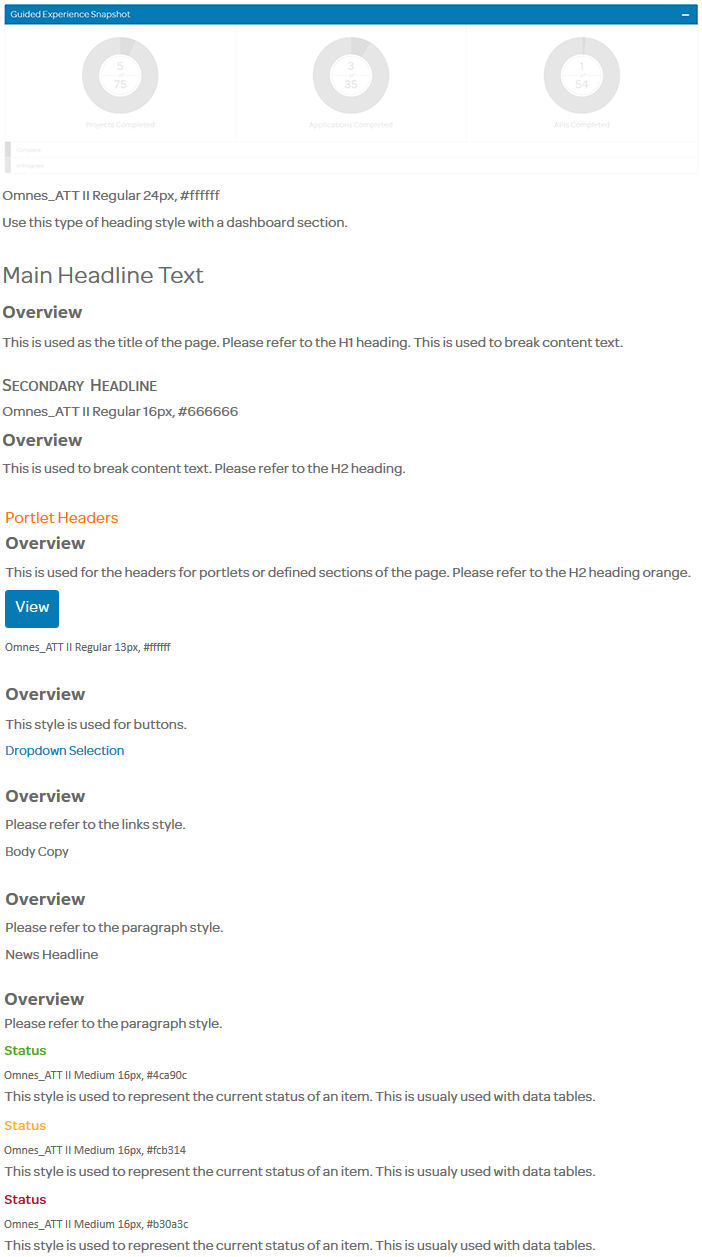 Guided Experience Snapshot
5
of
75
3
of
35
1
of
54
Projects Completed
Applications Completed
APIs Completed
Complete
In Progress
Omnes_ATT II Regular 24px, #ffffff
Use this type of heading style with a dashboard section.
Main Headline Text
Overview
This is used as the title of the page. Please refer to the H1 heading. This is used to break content text.
SECONDARY HEADLINE
Omnes_ATT II Regular 16px, #666666
Overview
This is used to break content text. Please refer to the H2 heading.
Portlet Headers
Overview
This is used for the headers for portlets or defined sections of the page. Please refer to the H2 heading orange.
View
Omnes_ATT II Regular 13px, #ffffff
Overview
This style is used for buttons.
Dropdown Selection
Overview
Please refer to the links style.
Body Copy
Overview
Please refer to the paragraph style.
News Headline
Overview
Please refer to the paragraph style.
Status
Omnes_ATT II Medium 16px, #4ca90c
This style is used to represent the current status of an item. This is usualy used with data tables.
Status
Omnes_ATT II Medium 16px, #fcb314
This style is used to represent the current status of an item. This is usualy used with data tables.
Status
Omnes_ATT II Medium 16px, #b30a3c
This style is used to represent the current status of an item. This is usualy used with data tables.